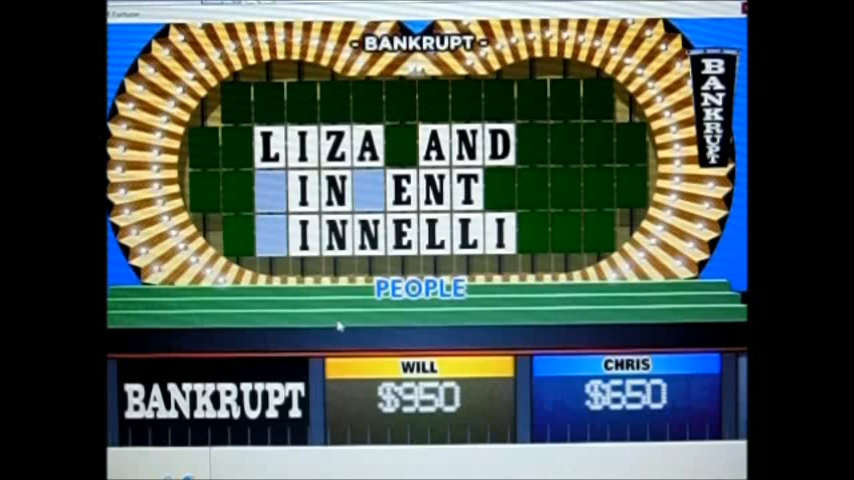 - BANKRUPT -
BANKRUPT
LIZA AND
IN ENT
INNELLI
PEOPLE
BANKRUPT
WILL
$950
CHRIS
$650